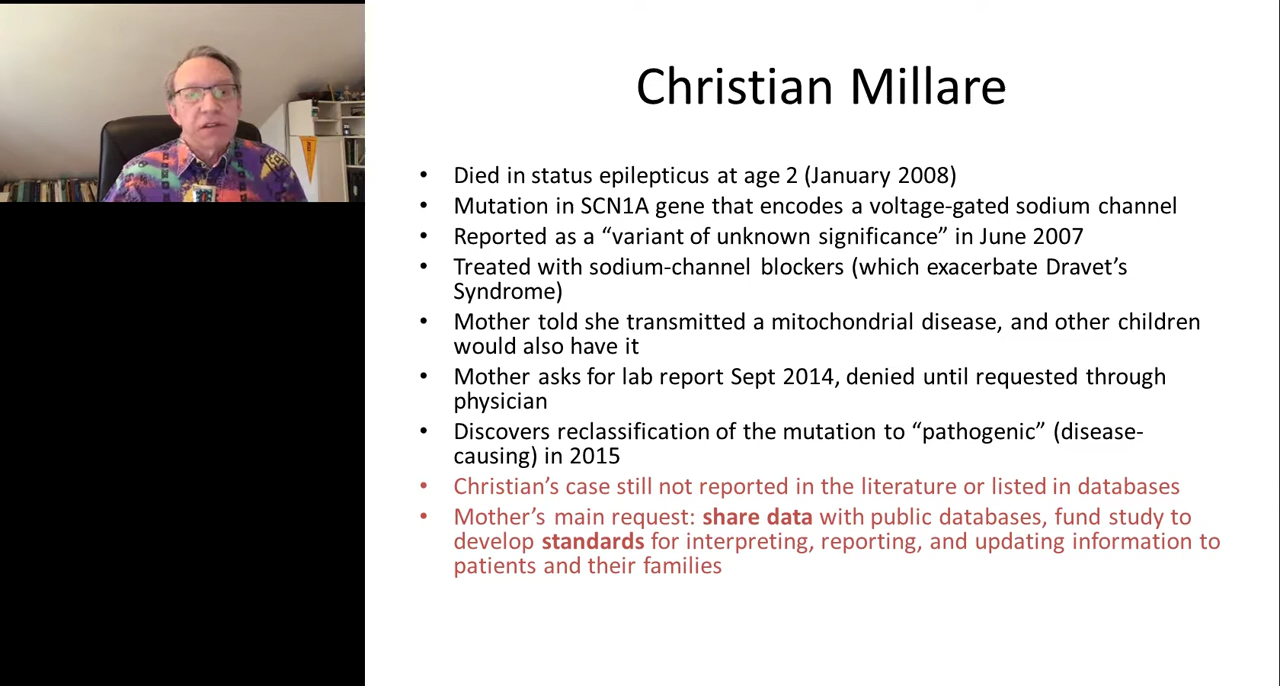 Christian Millare
• Died in status epilepticus at age 2 (January 2008)
• Mutation in SCN1A gene that encodes a voltage-gated sodium channel
• Reported as a “variant of unknown significance” in June 2007
• Treated with sodium-channel blockers (which exacerbate Dravet’s
Syndrome)
• Mother told she transmitted a mitochondrial disease, and other children
would also have it
• Mother asks for lab report Sept 2014, denied until requested through
physician
• Discovers reclassification of the mutation to “pathogenic” (disease-
causing) in 2015
• Christian’s case still not reported in the literature or listed in databases
• Mother’s main request: share data with public databases, fund study to
develop standards for interpreting, reporting, and updating information to
patients and their families